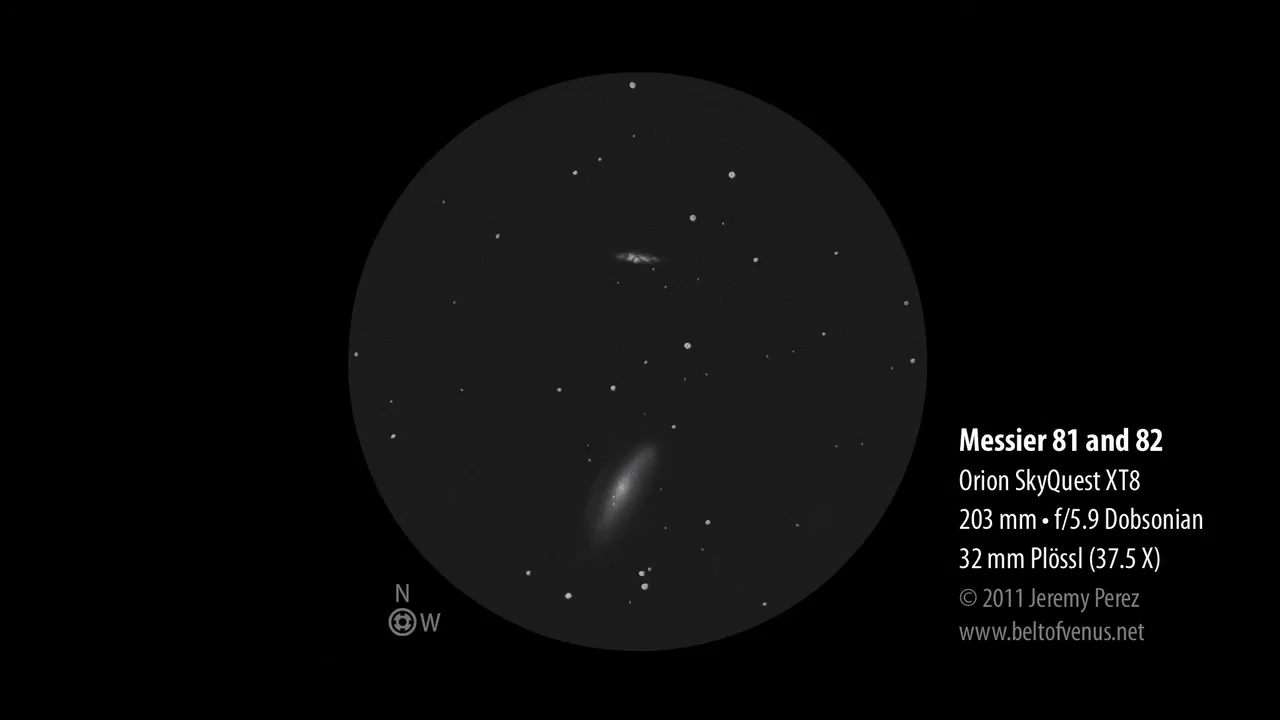 Messier 81 and 82
Orion SkyQuest XT8
203 mm • f/5.9 Dobsonian
32 mm Plössl (37.5 X)
© 2011 Jeremy Perez
www.beltofvenus.net
N
W